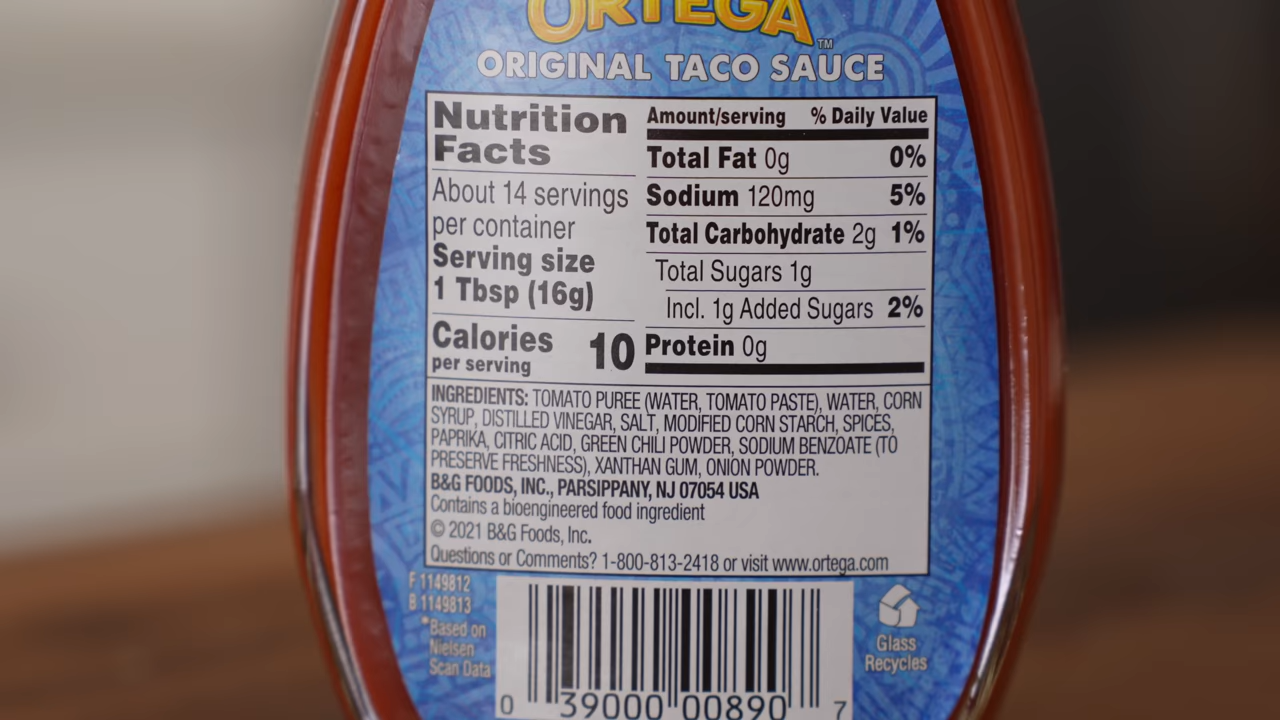 ORTEGA
™
ORIGINAL TACO SAUCE
Nutrition
Facts
About 14 servings
per container
Serving size
1 Tbsp (16g)
Calories
per serving
10
Amount/serving % Daily Value
Total Fat 0g 0%
Sodium 120mg 5%
Total Carbohydrate 2g 1%
Total Sugars 1g
Incl. 1g Added Sugars 2%
Protein 0g
INGREDIENTS: TOMATO PUREE (WATER, TOMATO PASTE), WATER, CORN
SYRUP, DISTILLED VINEGAR, SALT, MODIFIED CORN STARCH, SPICES,
PAPRIKA, CITRIC ACID, GREEN CHILI POWDER, SODIUM BENZOATE (TO
PRESERVE FRESHNESS), XANTHAN GUM, ONION POWDER.
B&G FOODS, INC., PARSIPPANY, NJ 07054 USA
Contains a bioengineered food ingredient
© 2021 B&G Foods, Inc.
Questions or Comments? 1-800-813-2418 or visit www.ortega.com
F 1149812
B 1149813
*Based on
Nielsen
Scan Data
0 39000 00890 7
Glass
Recycles